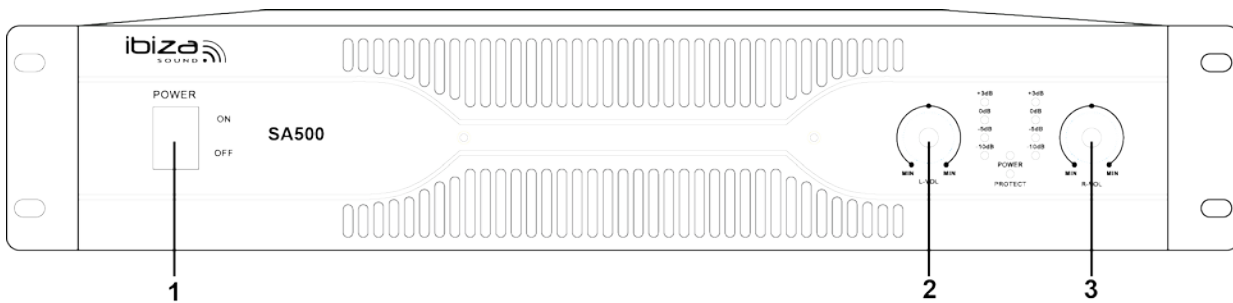 ibiza
SOUND
POWER
ON
OFF
SA500
+3dB
0dB
-5dB
-10dB
+3dB
0dB
-5dB
-10dB
POWER
PROTECT
MIN
MIN
L-VOL
MIN
MIN
R-VOL
1
2
3